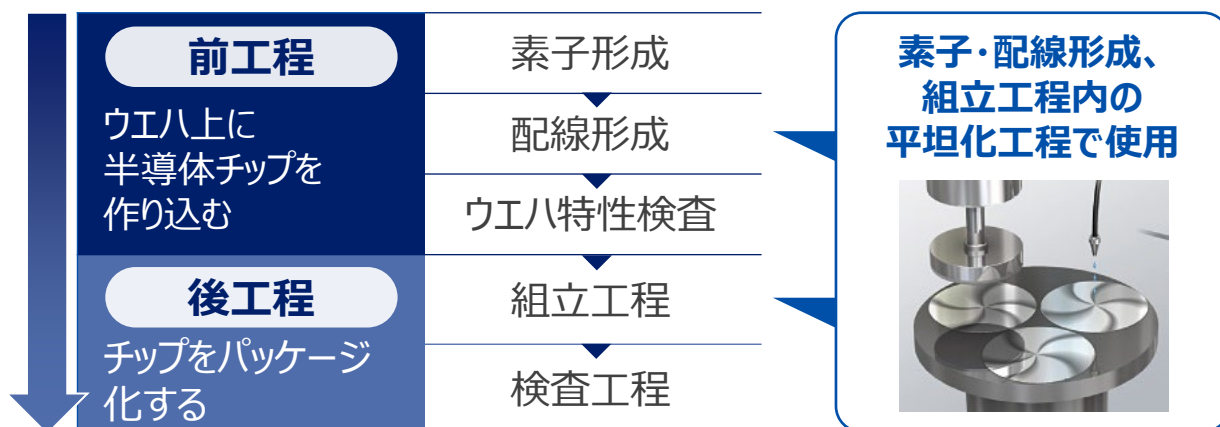 前工程
ウエハ上に
半導体チップを
作り込む
素子形成
配線形成
ウエハ特性検査
後工程
チップをパッケージ
化する
組立工程
検査工程
素子・配線形成、
組立工程内の
平坦化工程で使用